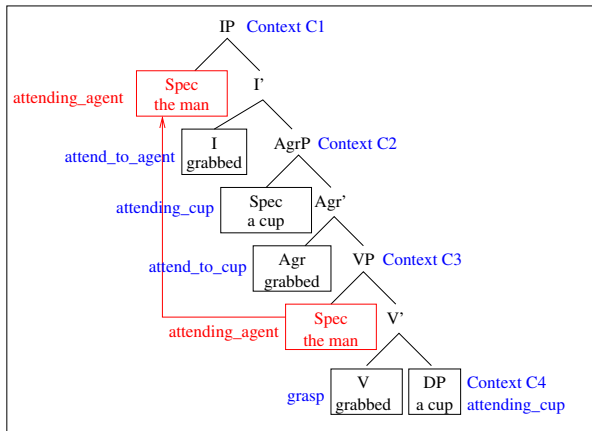 IP Context C1
attending_agent Spec I'
the man
attend_to_agent I AgrP Context C2
grabbed
attending_cup Spec Agr'
a cup
attend_to_cup Agr VP Context C3
grabbed
attending_agent Spec V'
the man
grasp V DP Context C4
grabbed a cup attending_cup